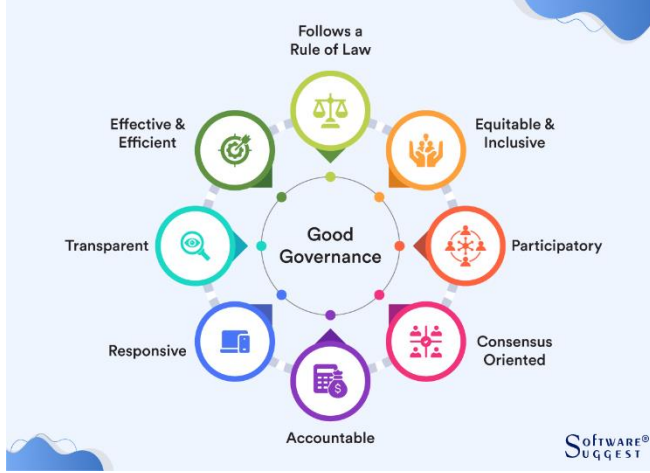 Follows a
Rule of Law
Effective &
Efficient
Equitable &
Inclusive
Transparent
Good
Governance
Participatory
Responsive
Consensus
Oriented
Accountable
SOFTWARE®
SUGGEST